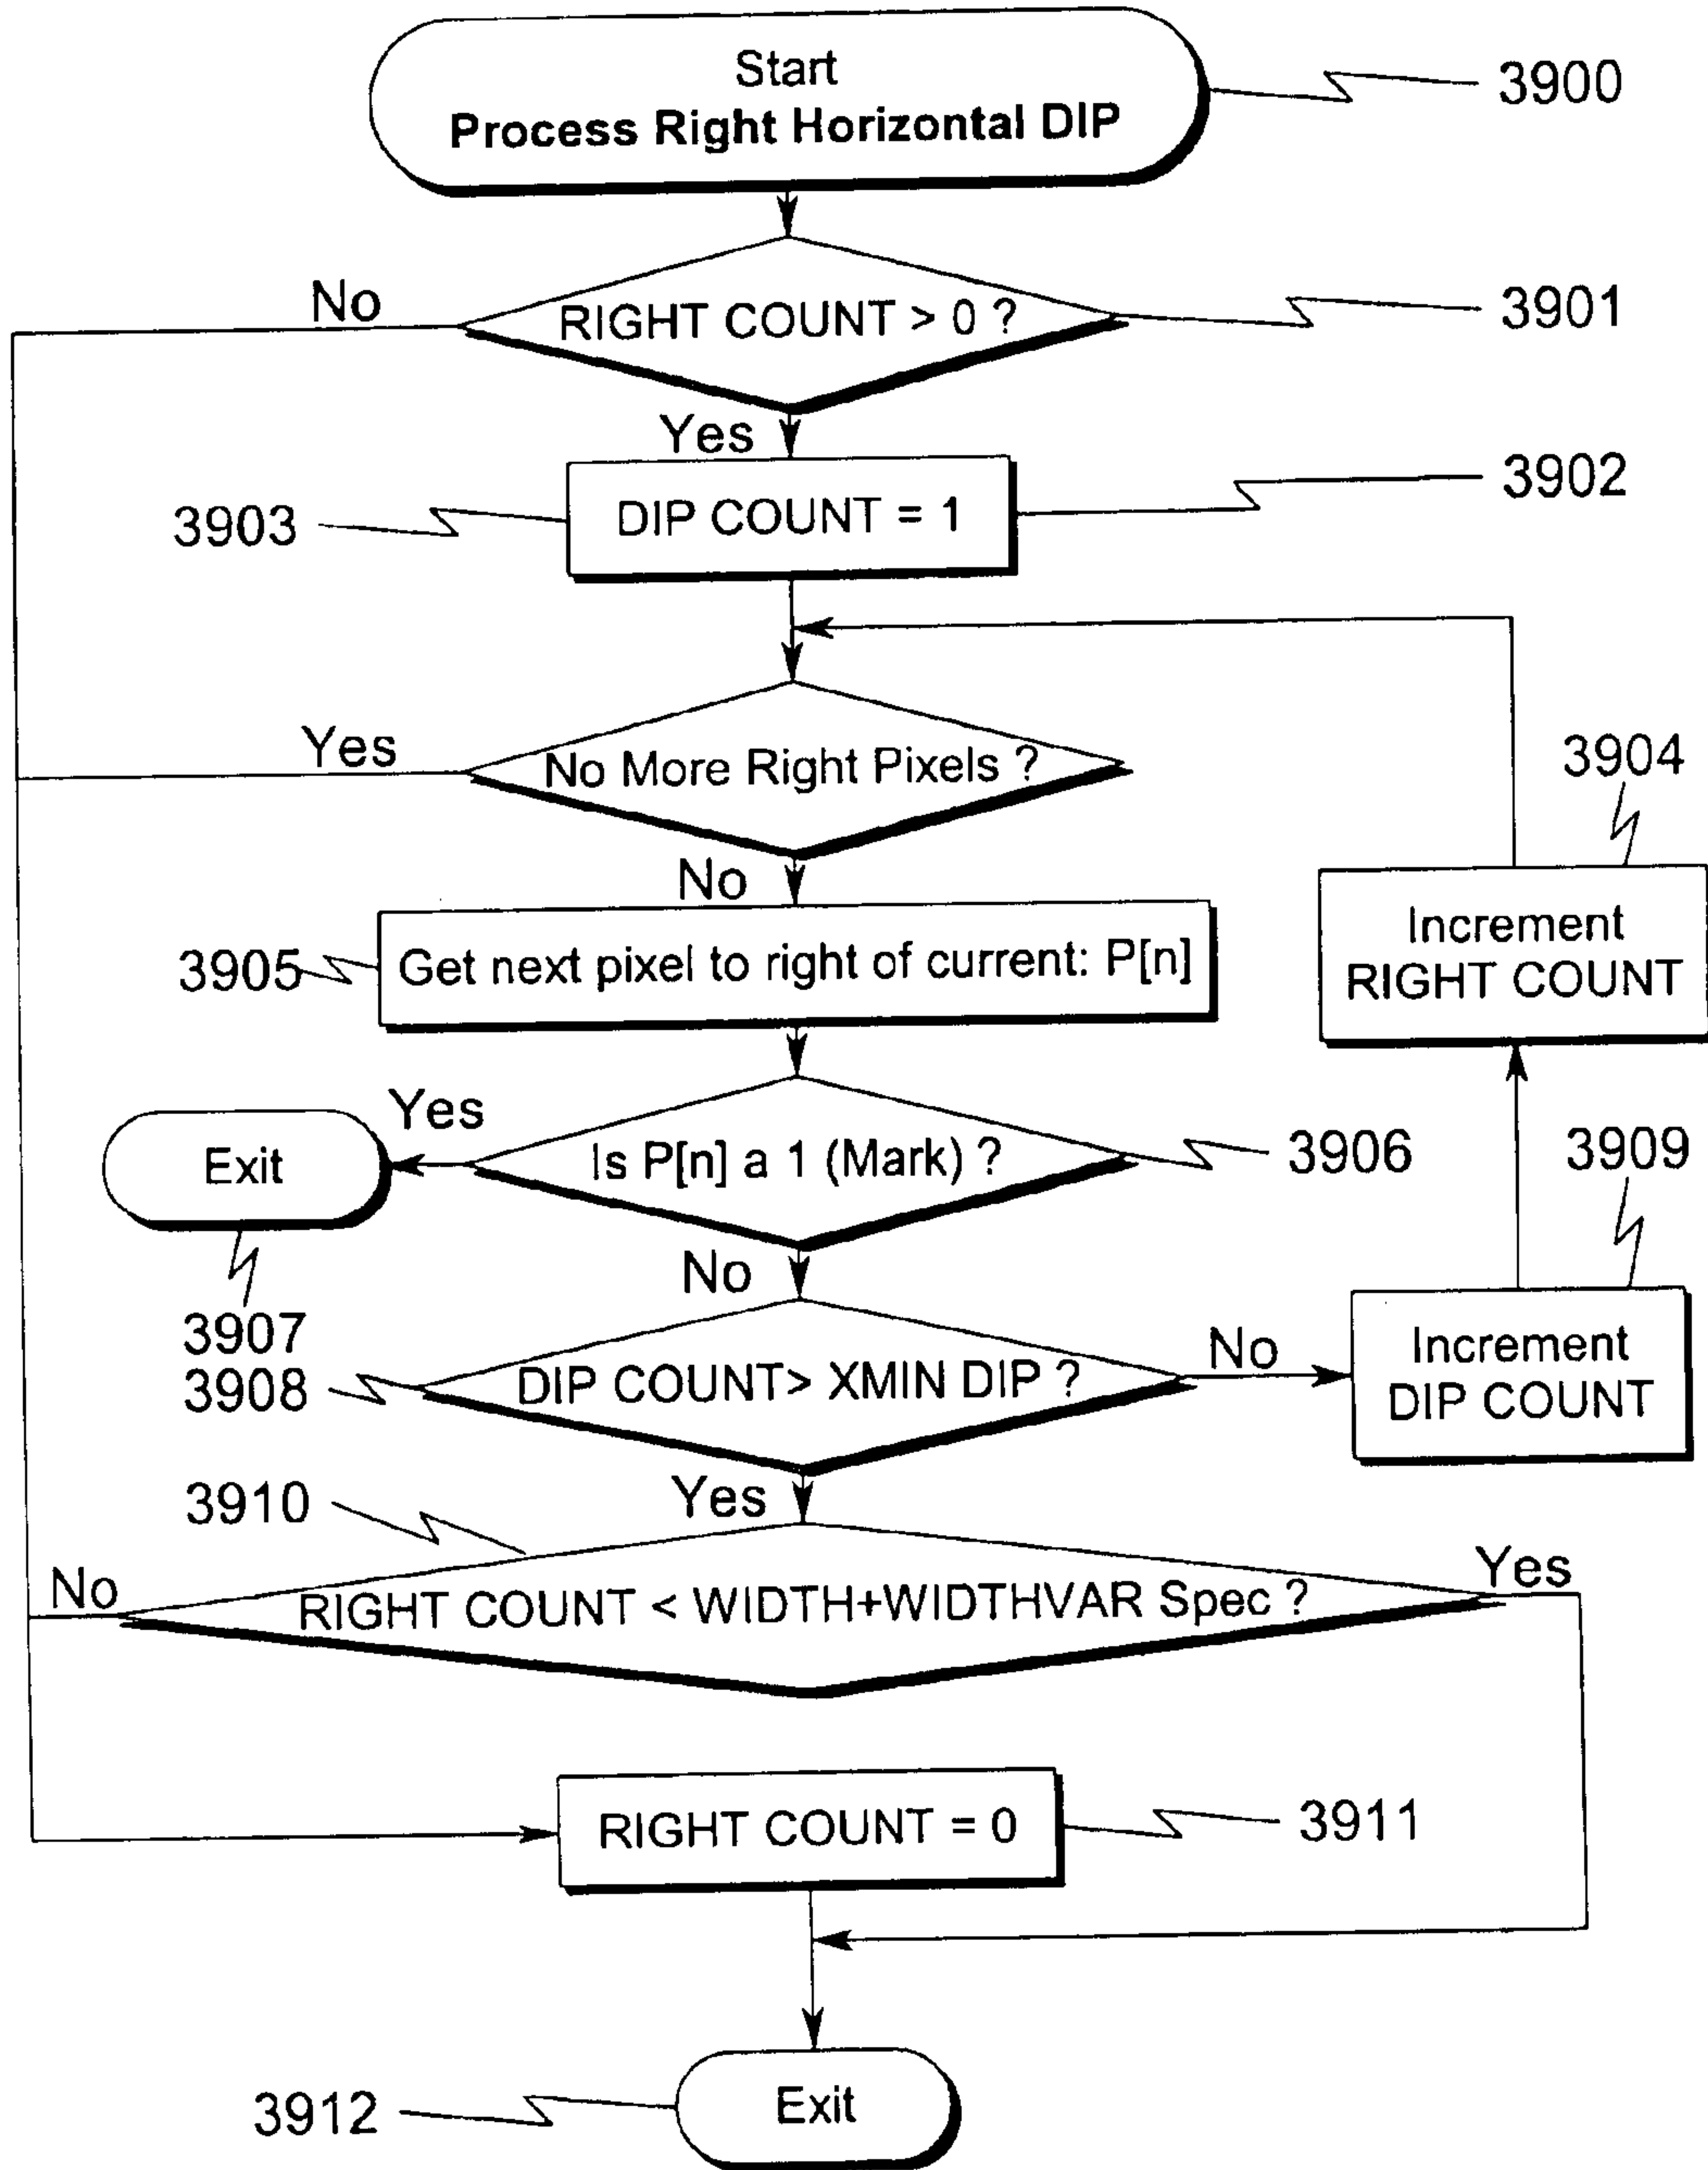 Start
Process Right Horizontal DIP
3900
No
RIGHT COUNT > 0 ?
3901
Yes
3903
DIP COUNT = 1
3902
Yes
No More Right Pixels ?
3904
No
3905
Get next pixel to right of current: P[n]
Increment
RIGHT COUNT
Exit
Yes
Is P[n] a 1 (Mark) ?
3906
3909
No
3907
3908
DIP COUNT> XMIN DIP ?
No
Increment
DIP COUNT
3910
Yes
No
RIGHT COUNT < WIDTH+WIDTHVAR Spec ?
Yes
RIGHT COUNT = 0
3911
3912
Exit